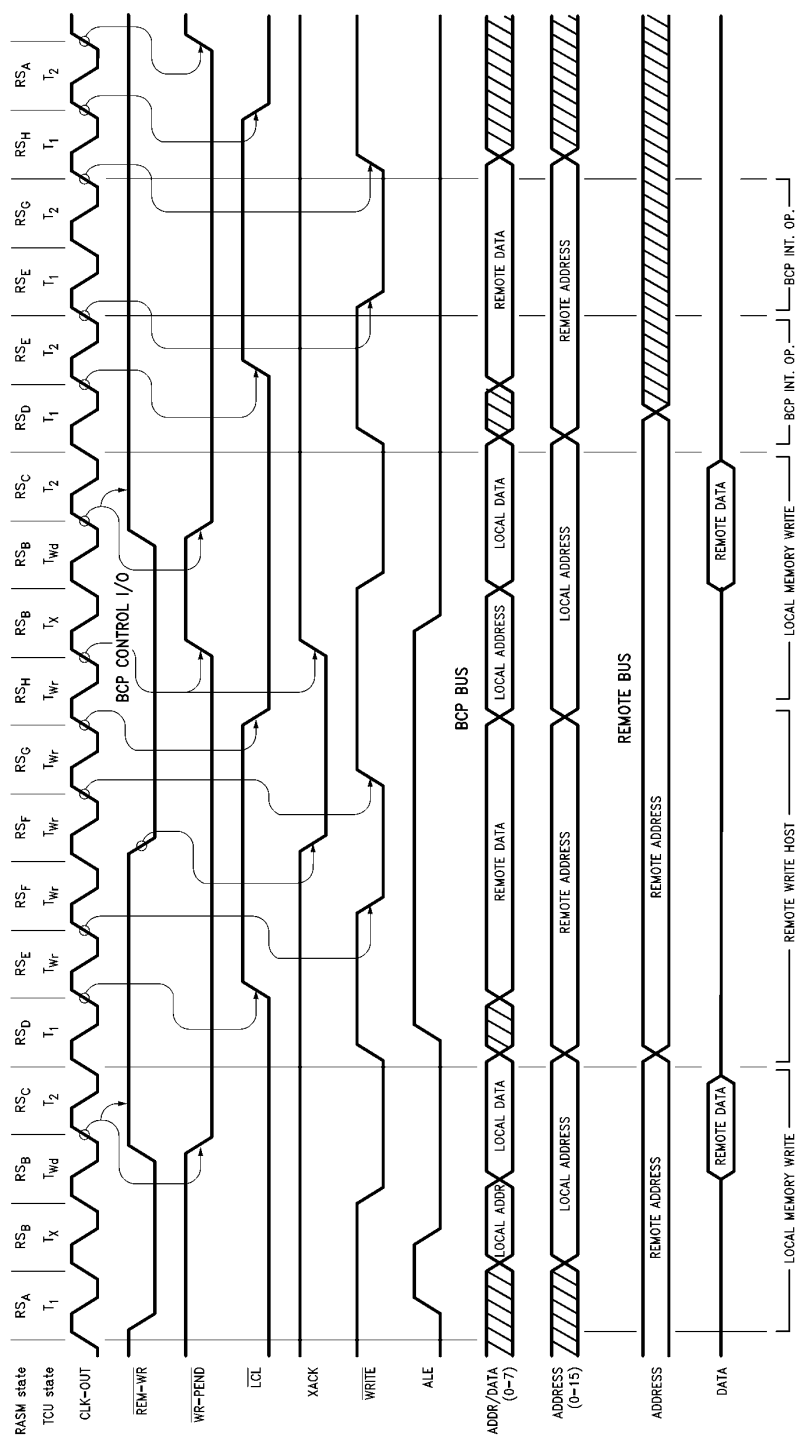 RASM state RSA RSB RSB RSC RSD RSE RSF RSF RSG RSH RSB RSB RSC RSD RSE RSE RSG RSH RSA
TCU state T1 TX TWd T2 T1 TWr TWr TWr TWr TWr TX TWd T2 T1 T2 T1 T2 T1 T2
CLK-OUT
REM-WR
BCP CONTROL I/O
WR-PEND
LCL
XACK
WRITE
ALE
BCP BUS
ADDR/DATA
(0-7)
LOCAL ADDR LOCAL DATA REMOTE DATA LOCAL ADDRESS LOCAL DATA REMOTE DATA
ADDRESS
(0-15)
LOCAL ADDRESS REMOTE ADDRESS LOCAL ADDRESS REMOTE ADDRESS
REMOTE BUS
ADDRESS REMOTE ADDRESS REMOTE ADDRESS
DATA REMOTE DATA REMOTE DATA
LOCAL MEMORY WRITE REMOTE WRITE HOST LOCAL MEMORY WRITE BCP INT. OP. BCP INT. OP.